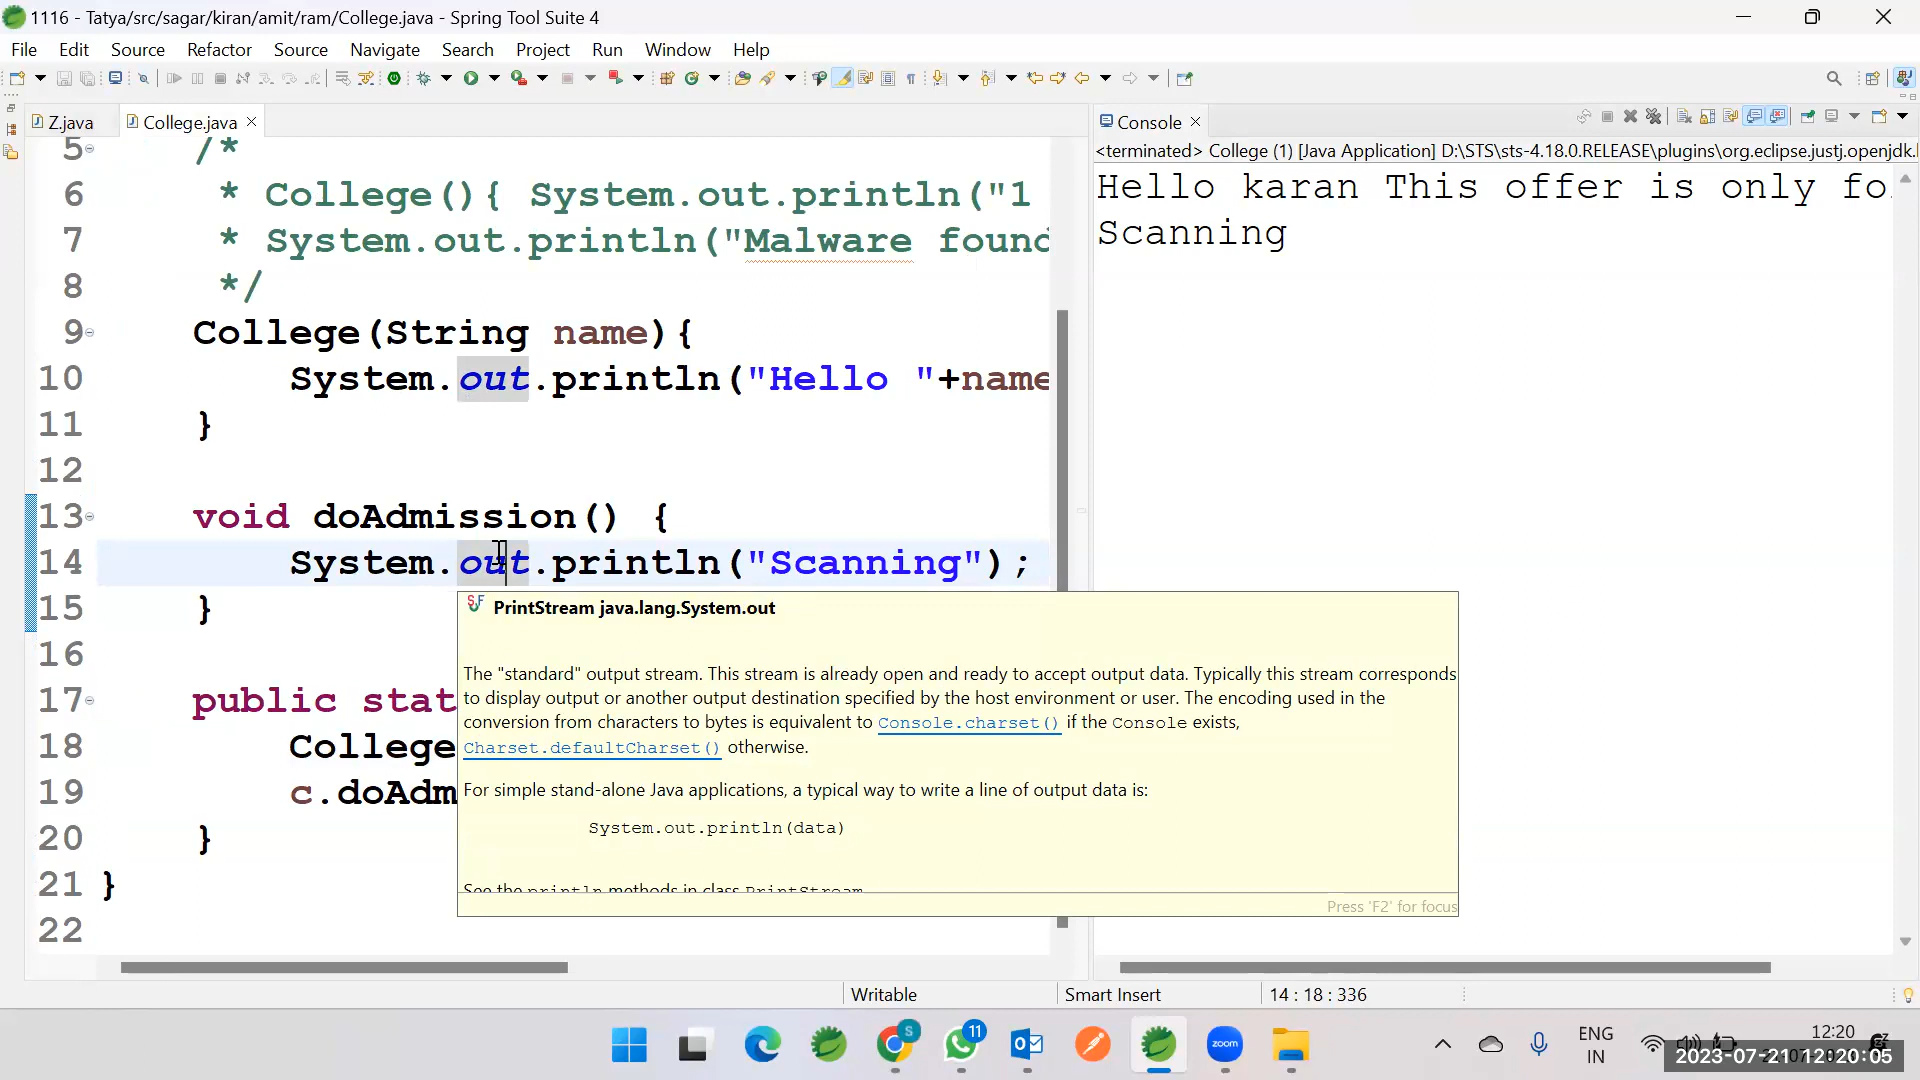 1116 - Tatya/src/sagar/kiran/amit/ram/College.java - Spring Tool Suite 4
File Edit Source Refactor Source Navigate Search Project Run Window Help
Z.java College.java
Console
<terminated> College (1) [Java Application] D:\STS\sts-4.18.0.RELEASE\plugins\org.eclipse.justj.openjdk.
Hello karan This offer is only fo
Scanning
5 /*
6 * College(){ System.out.println("1
7 * System.out.println("Malware found
8 */
9 College(String name){
10 System.out.println("Hello "+name
11 }
12
13 void doAdmission() {
14 System.out.println("Scanning");
15 }
16
17 public stat
18 College
19 c.doAdm
20 }
21 }
22
PrintStream java.lang.System.out
The "standard" output stream. This stream is already open and ready to accept output data. Typically this stream corresponds
to display output or another output destination specified by the host environment or user. The encoding used in the
conversion from characters to bytes is equivalent to Console.charset() if the Console exists,
Charset.defaultCharset() otherwise.
For simple stand-alone Java applications, a typical way to write a line of output data is:
System.out.println(data)
See the println methods in class PrintStream
Press 'F2' for focus
Writable Smart Insert 14 : 18 : 336
S
11
zoom
ENG
IN
12:20
2023-07-21 12:20:05